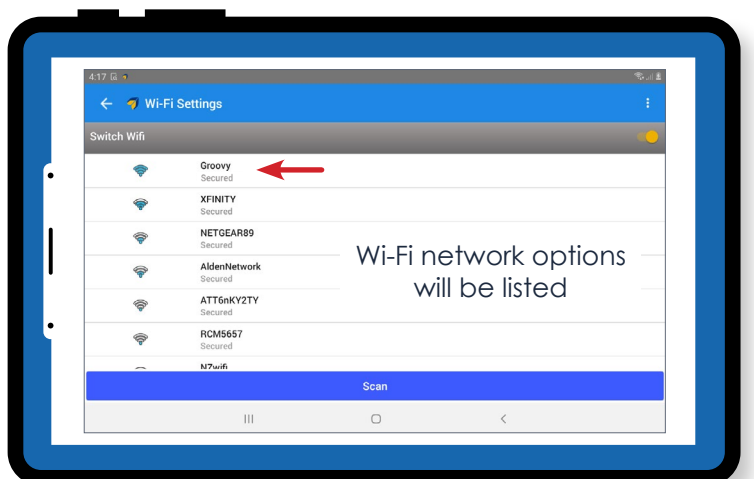 4:17
Wi-Fi Settings
Switch Wifi
Groovy
Secured
XFINITY
Secured
NETGEAR89
Secured
AldenNetwork
Secured
ATT6nKY2TY
Secured
RCM5657
Secured
NZwifi
Wi-Fi network options
will be listed
Scan